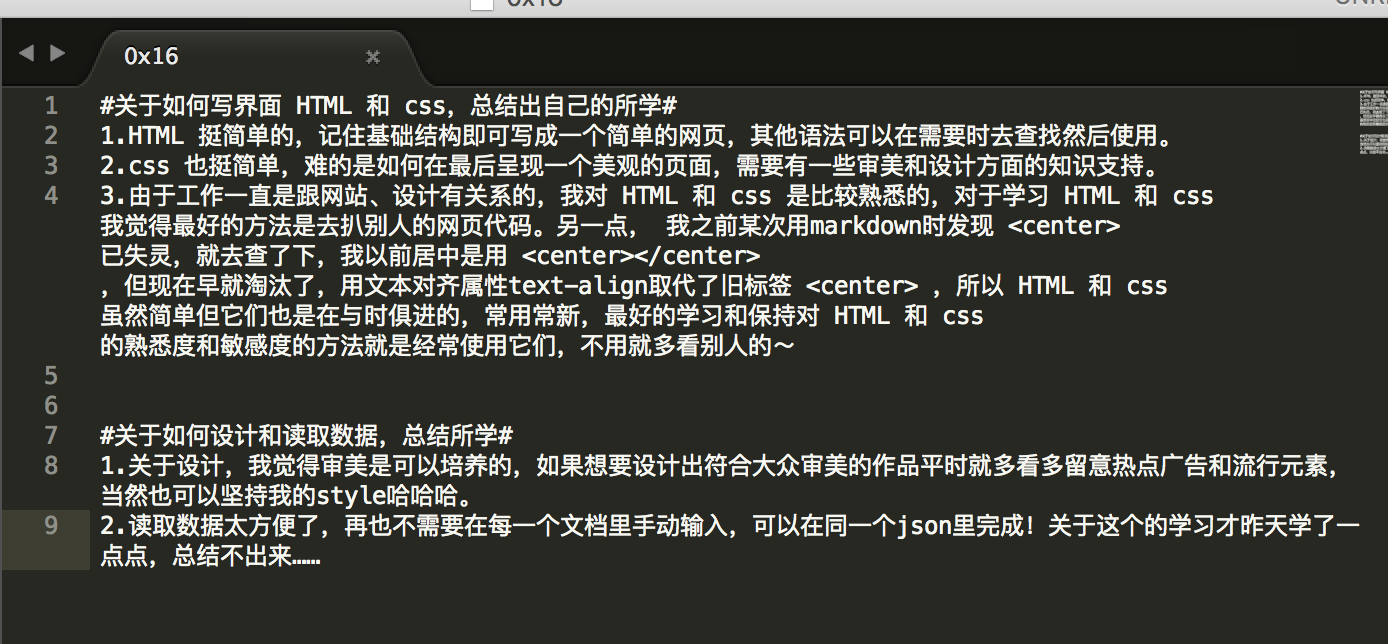 0x16
1 #关于如何写界面 HTML 和 css，总结出自己的所学#
2 1.HTML 挺简单的，记住基础结构即可写成一个简单的网页，其他语法可以在需要时去查找然后使用。
3 2.css 也挺简单，难的是如何在最后呈现一个美观的页面，需要有一些审美和设计方面的知识支持。
4 3.由于工作一直是跟网站、设计有关系的，我对 HTML 和 css 是比较熟悉的，对于学习 HTML 和 css
我觉得最好的方法是去扒别人的网页代码。另一点， 我之前某次用markdown时发现 <center>
已失灵，就去查了下，我以前居中是用 <center></center>
，但现在早就淘汰了，用文本对齐属性text-align取代了旧标签 <center> ，所以 HTML 和 css
虽然简单但它们也是在与时俱进的，常用常新，最好的学习和保持对 HTML 和 css
的熟悉度和敏感度的方法就是经常使用它们，不用就多看别人的～
5
6
7 #关于如何设计和读取数据，总结所学#
8 1.关于设计，我觉得审美是可以培养的，如果想要设计出符合大众审美的作品平时就多看多留意热点广告和流行元素，
当然也可以坚持我的style哈哈哈。
9 2.读取数据太方便了，再也不需要在每一个文档里手动输入，可以在同一个json里完成！关于这个的学习才昨天学了一
点点，总结不出来……